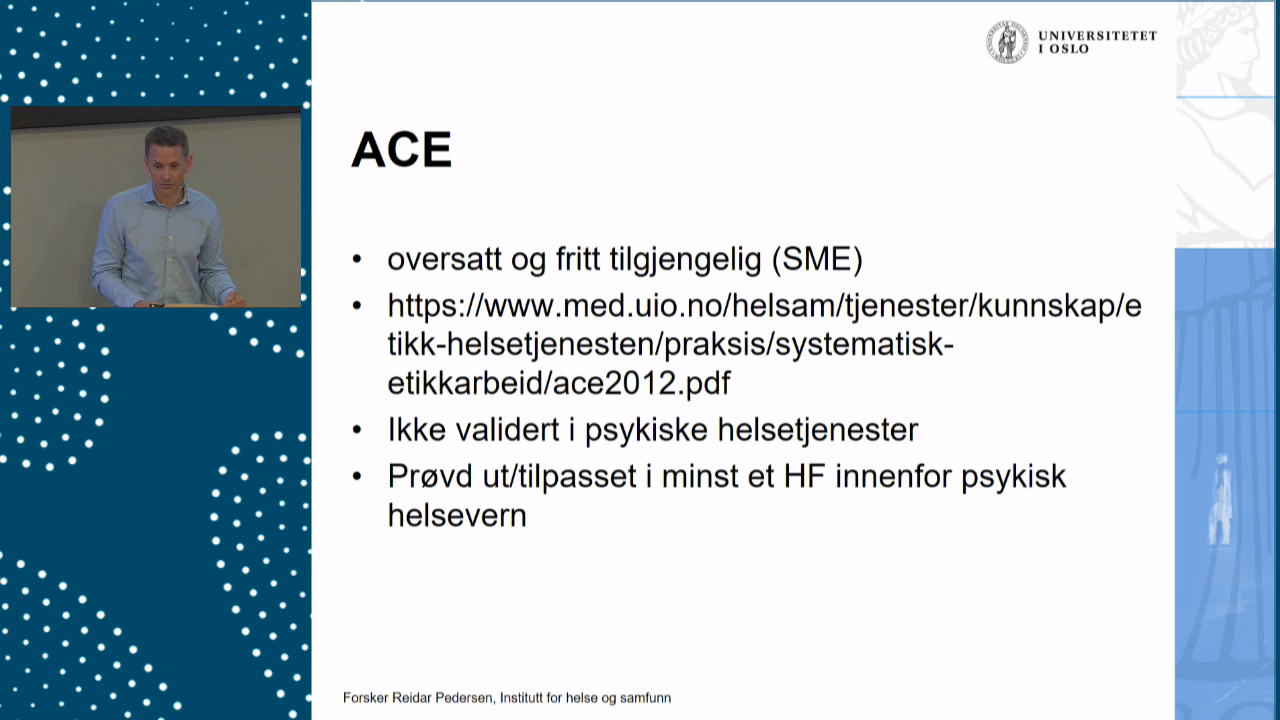 UNIVERSITETET
I OSLO
ACE
• oversatt og fritt tilgjengelig (SME)
• https://www.med.uio.no/helsam/tjenester/kunnskap/e
tikk-helsetjenesten/praksis/systematisk-
etikkarbeid/ace2012.pdf
• Ikke validert i psykiske helsetjenester
• Prøvd ut/tilpasset i minst et HF innenfor psykisk
helsevern
Forsker Reidar Pedersen, Institutt for helse og samfunn